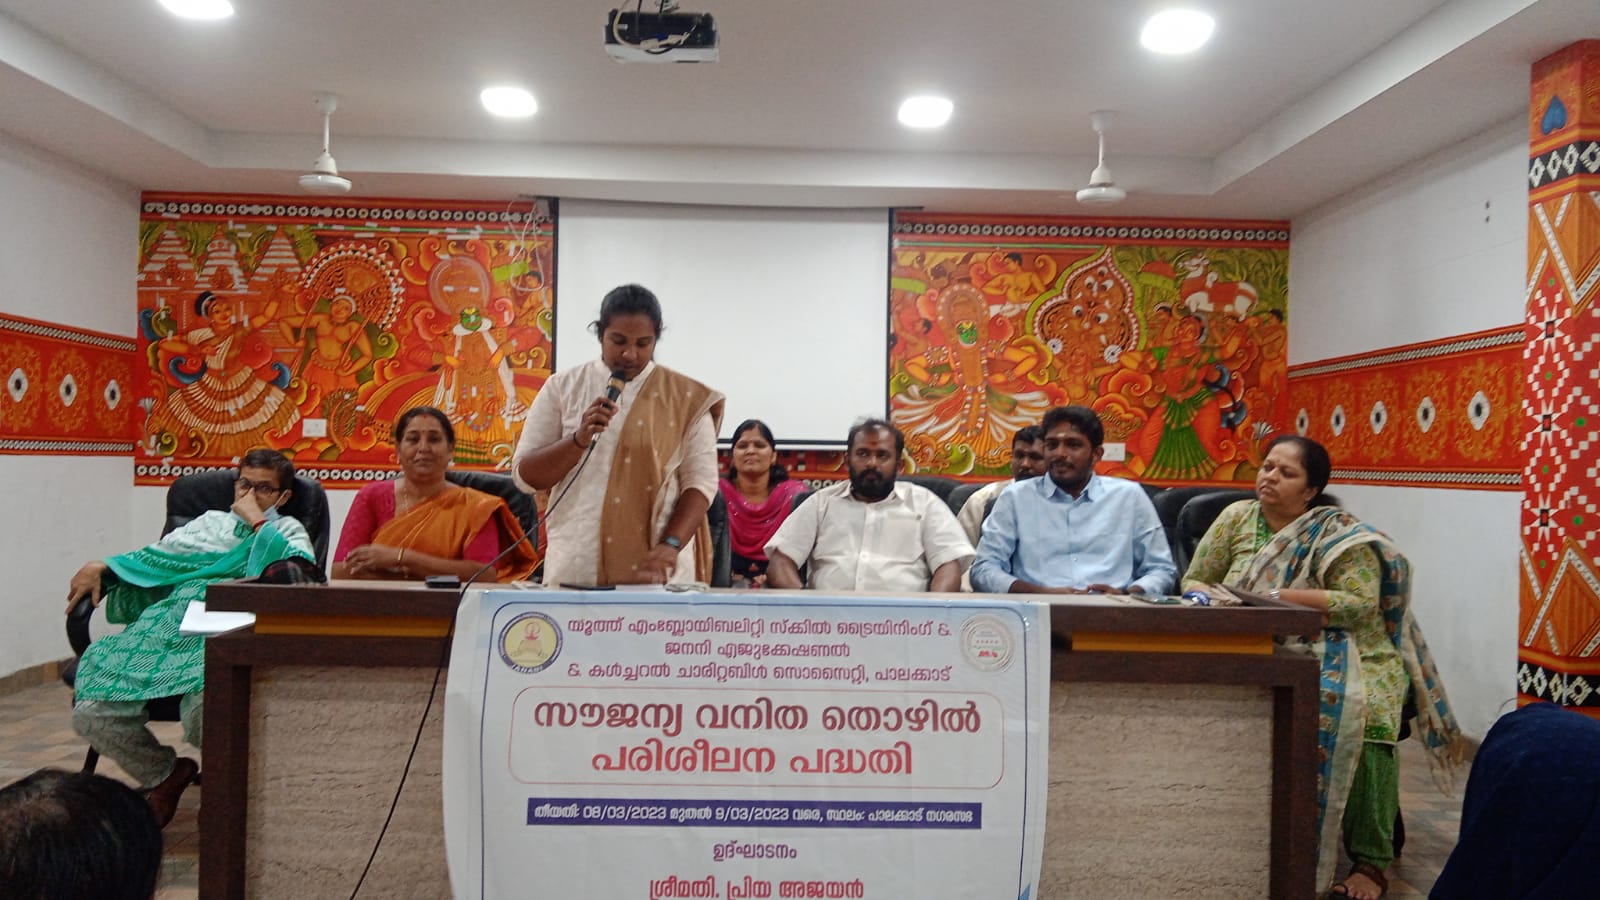 യൂത്ത് എംബ്ലോയിബലിറ്റി സ്ക്കിൽ ട്രൈയിനിംഗ് &
ജനനി എജുക്കേഷണൽ
& കൾച്ചറൽ ചാരിറ്റബിൾ സൊസൈറ്റി, പാലക്കാട്
JANANI
സൗജന്യ വനിത തൊഴിൽ
പരിശീലന പദ്ധതി
തീയതി: 08/03/2023 മുതൽ 9/03/2023 വരെ, സ്ഥലം: പാലക്കാട് നഗരസഭ
ഉദ്ഘാടനം
ശ്രീമതി. പ്രിയ അജയൻ